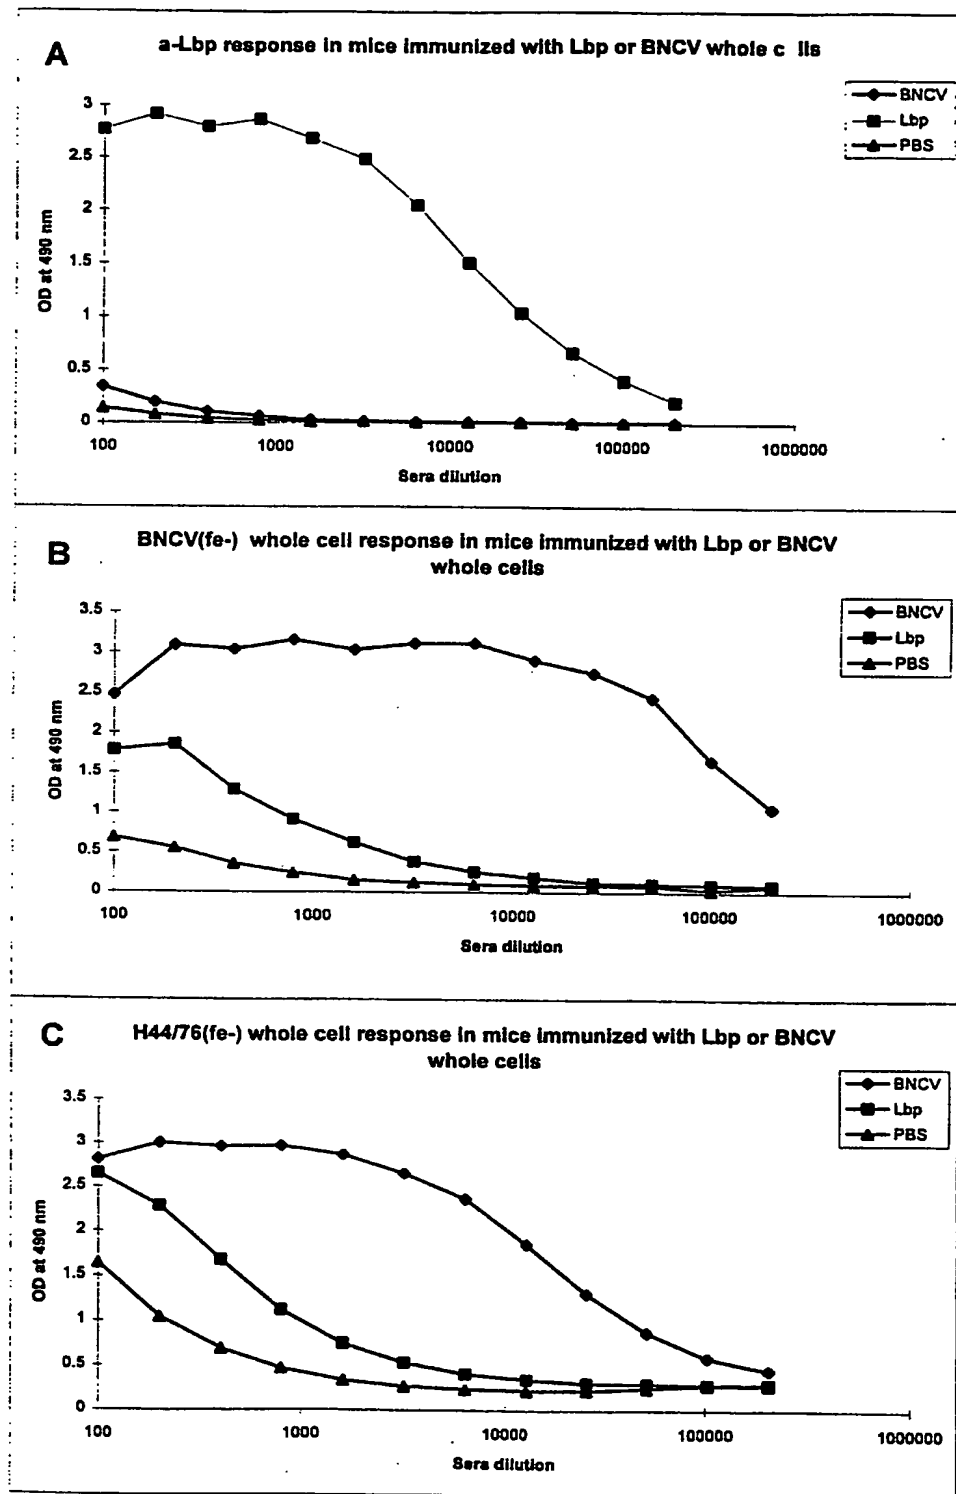 A
a-Lbp response in mice immunized with Lbp or BNCV whole c lls
BNCV
Lbp
PBS
3
2.5
2
1.5
1
0.5
0
OD at 490 nm
100 1000 10000 100000 1000000
Sera dilution
B
BNCV(fe-) whole cell response in mice immunized with Lbp or BNCV
whole cells
BNCV
Lbp
PBS
3.5
3
2.5
2
1.5
1
0.5
0
OD at 490 nm
100 1000 10000 100000 1000000
Sera dilution
C
H44/76(fe-) whole cell response in mice immunized with Lbp or BNCV
whole cells
BNCV
Lbp
PBS
3.5
3
2.5
2
1.5
1
0.5
0
OD at 490 nm
100 1000 10000 100000 1000000
Sera dilution